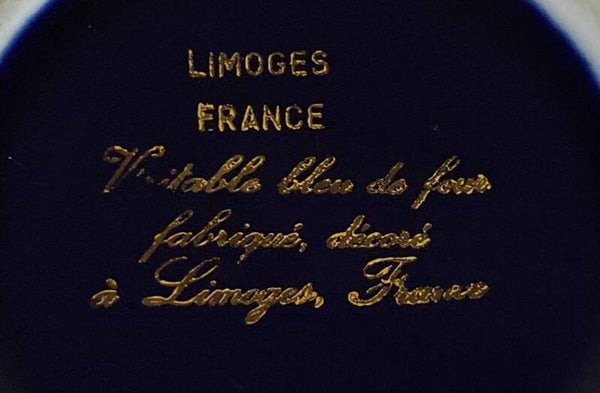 LIMOGES
FRANCE
Véritable bleu de four
fabriqué, décoré
à Limoges, France